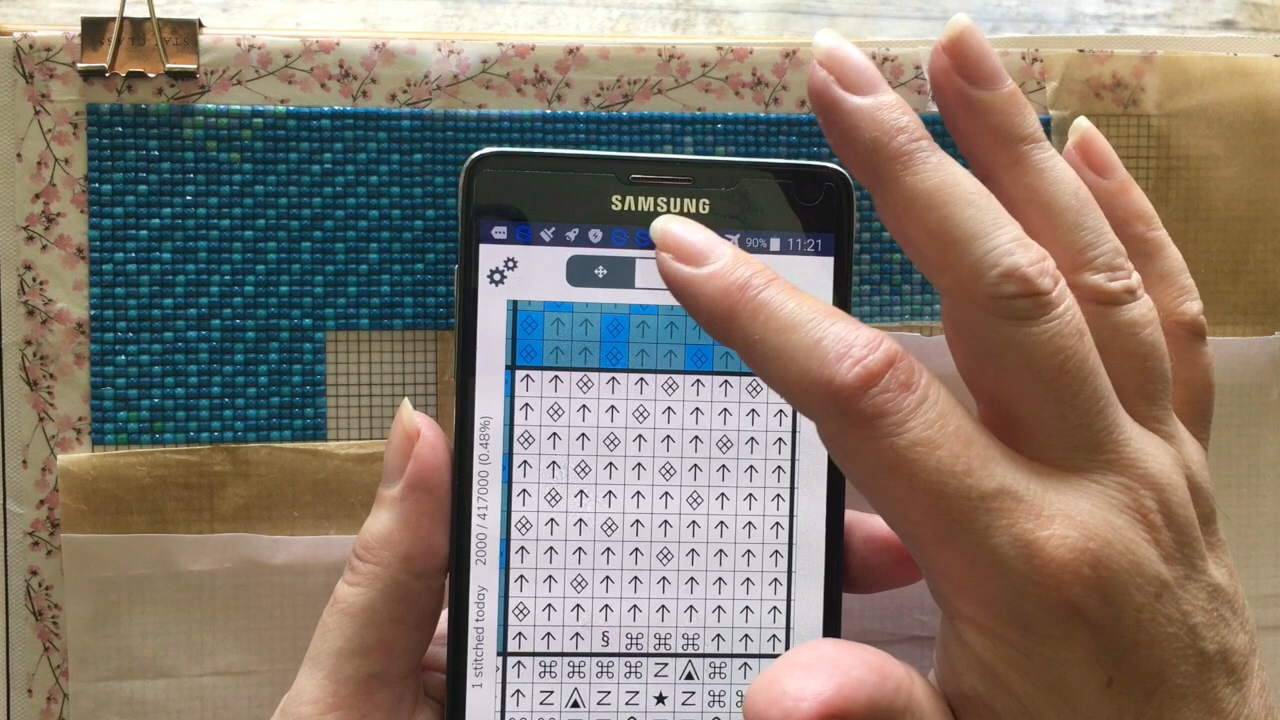 SAMSUNG
90% 11:21
1 stitched today 2000 / 417000 (0.48%)
↑ ↑ ↑ § ⌘ ⌘ ⌘ ↑ ↑ ↑
↑ ⌘ ⌘ ⌘ ⌘ Z ⌘ ↑
↑ Z Z Z ★ Z ⌘ ⌘